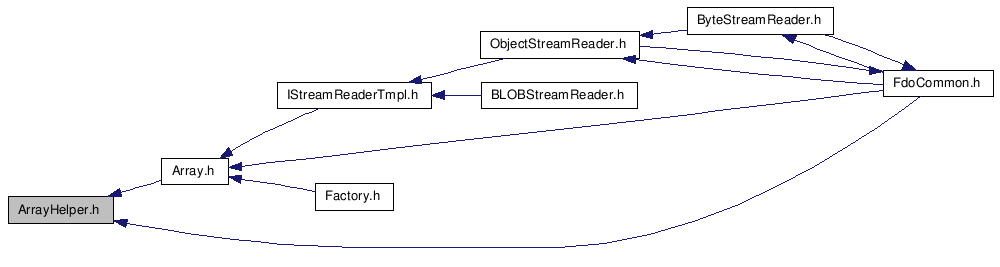 ByteStreamReader.h
ObjectStreamReader.h
FdoCommon.h
IStreamReaderTmpl.h
BLOBStreamReader.h
Array.h
Factory.h
ArrayHelper.h